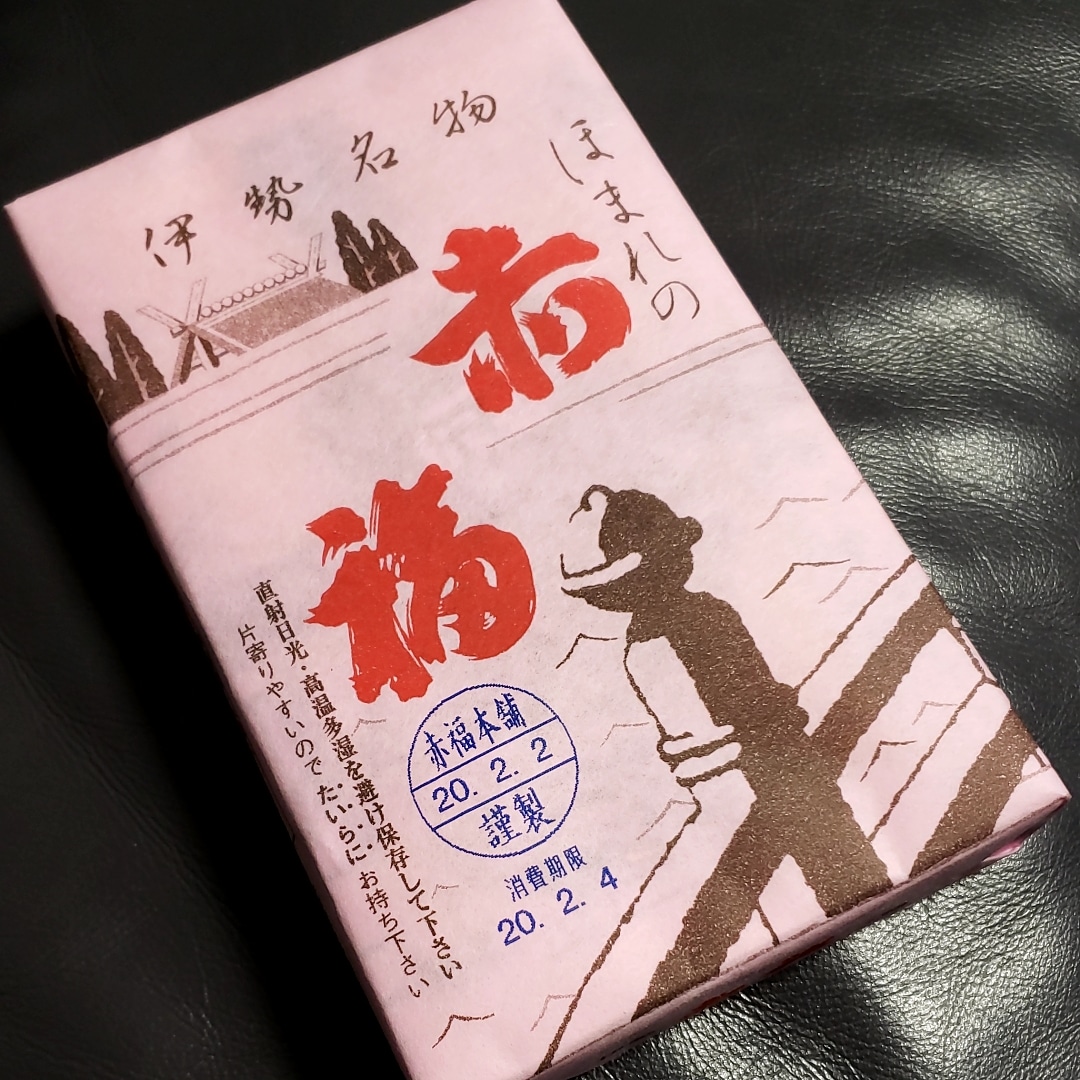 伊勢名物
ほまれの
赤福
直射日光・高温多湿を避け保存して下さい
片寄りやすいので たいらに お持ち下さい
赤福本舗
20. 2. 2
謹製
消費期限
20. 2. 4